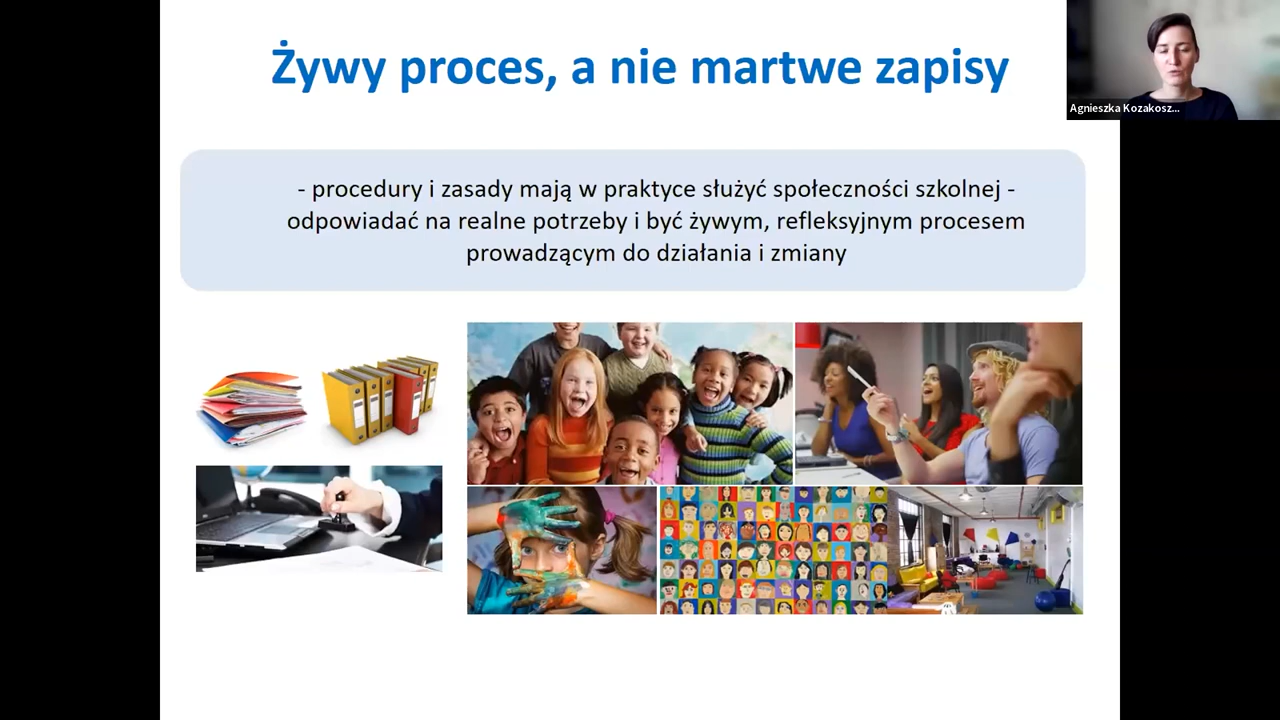 Żywy proces, a nie martwe zapisy
Agnieszka Kozakosz...
- procedury i zasady mają w praktyce służyć społeczności szkolnej -
odpowiadać na realne potrzeby i być żywym, refleksyjnym procesem
prowadzącym do działania i zmiany